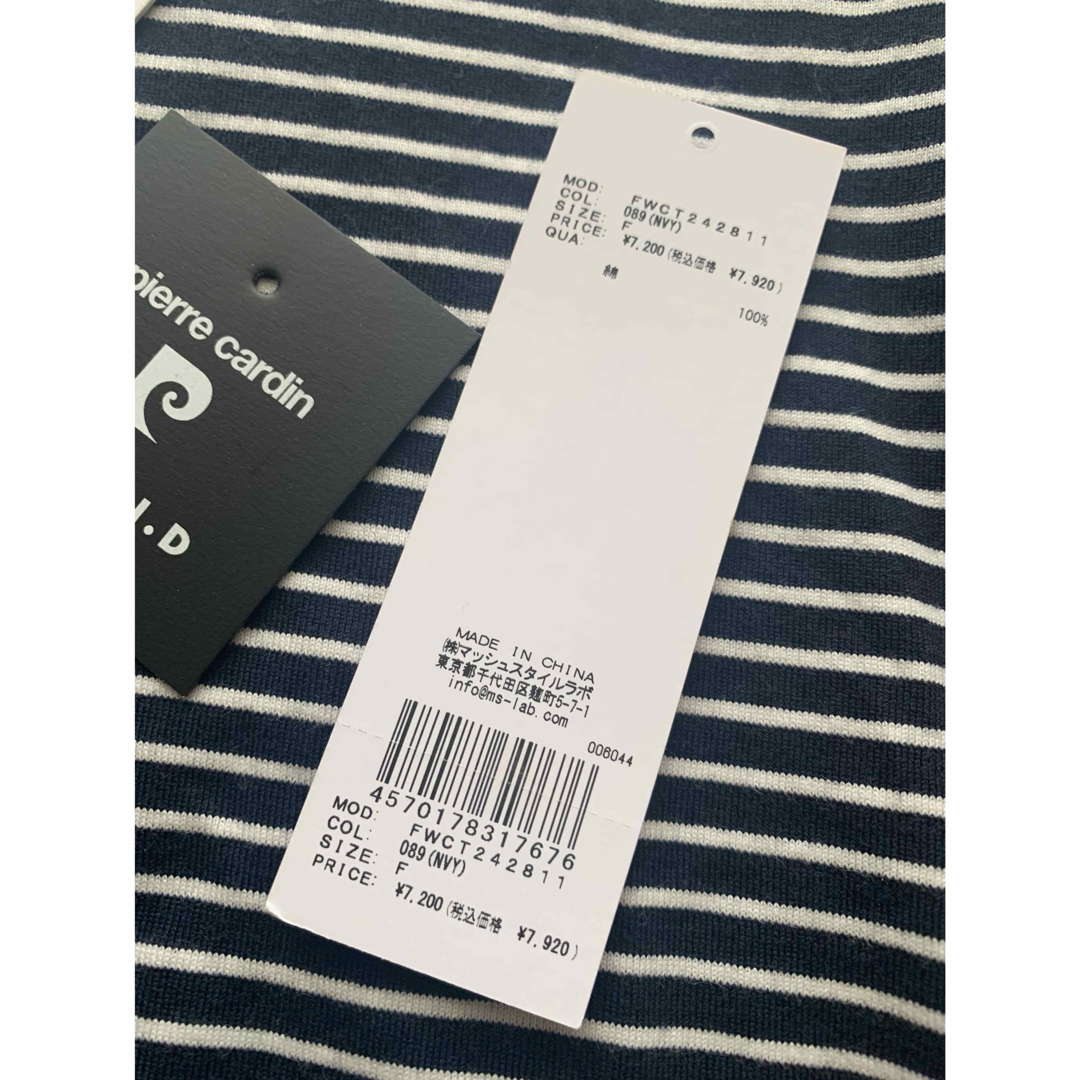 pierre cardin
.D
MOD: FWCT242811
COL: 089(NVY)
SIZE: F
PRICE: ¥7,200(税込価格 ¥7,920)
QUA:
綿 100%
MADE IN CHINA
㈱マッシュスタイルラボ
東京都千代田区麹町5-7-1
info@ms-lab.com
006044
4570178317676
MOD: FWCT242811
COL: 089(NVY)
SIZE: F
PRICE: ¥7,200(税込価格 ¥7,920)